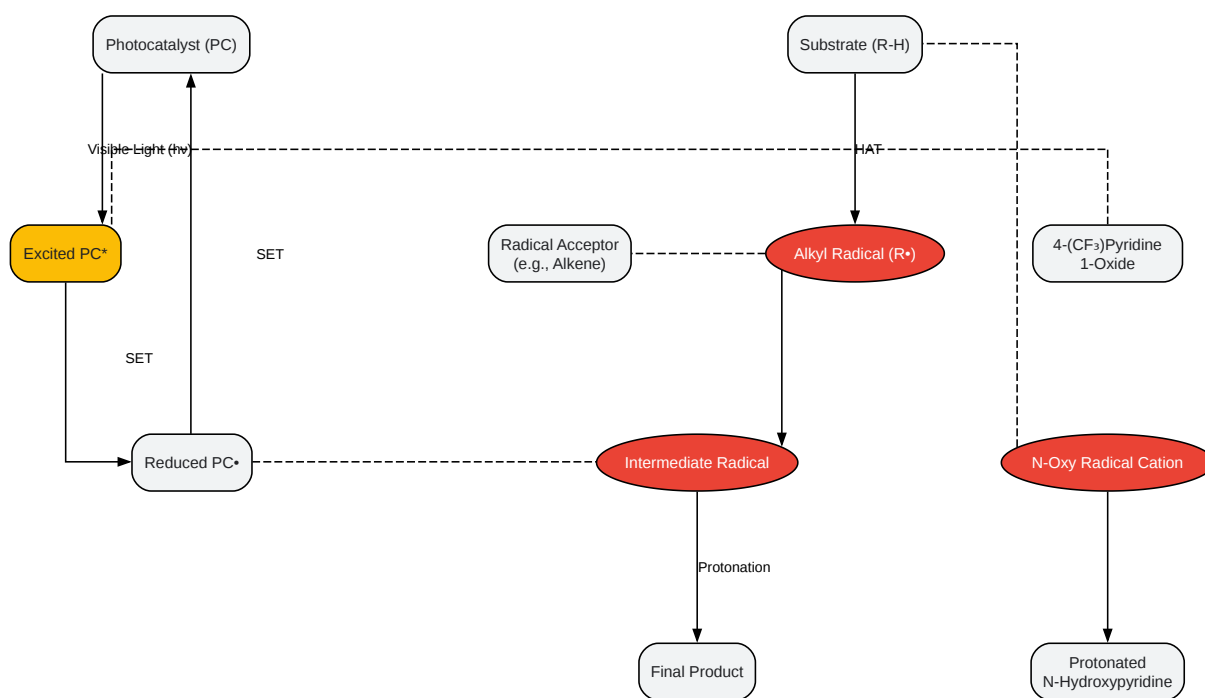 Photocatalyst (PC)
Substrate (R-H)
Visible Light (hν)
HAT
Excited PC*
SET
Radical Acceptor
(e.g., Alkene)
Alkyl Radical (R•)
4-(CF₃)Pyridine
1-Oxide
SET
Reduced PC•
Intermediate Radical
N-Oxy Radical Cation
Protonation
Final Product
Protonated
N-Hydroxypyridine